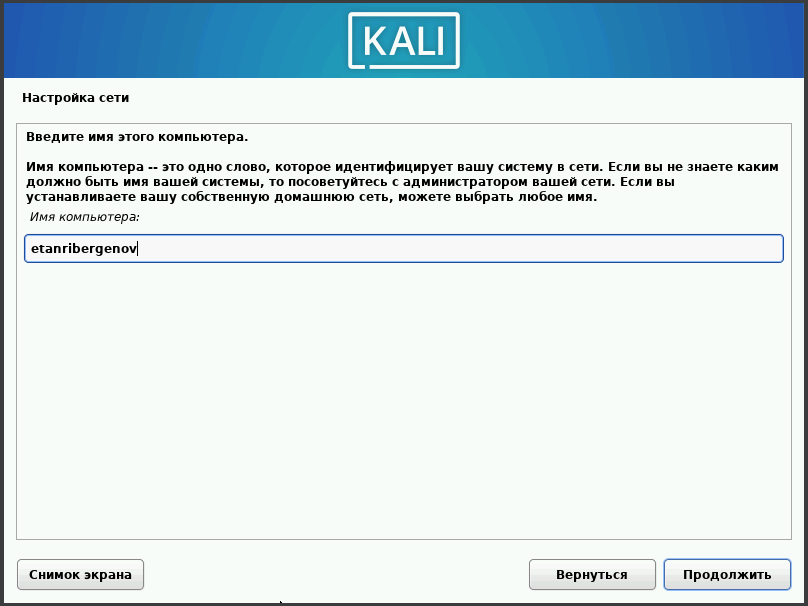 KALI
Настройка сети
Введите имя этого компьютера.
Имя компьютера -- это одно слово, которое идентифицирует вашу систему в сети. Если вы не знаете каким
должно быть имя вашей системы, то посоветуйтесь с администратором вашей сети. Если вы
устанавливаете вашу собственную домашнюю сеть, можете выбрать любое имя.
Имя компьютера:
etanribergenov
Снимок экрана
Вернуться
Продолжить